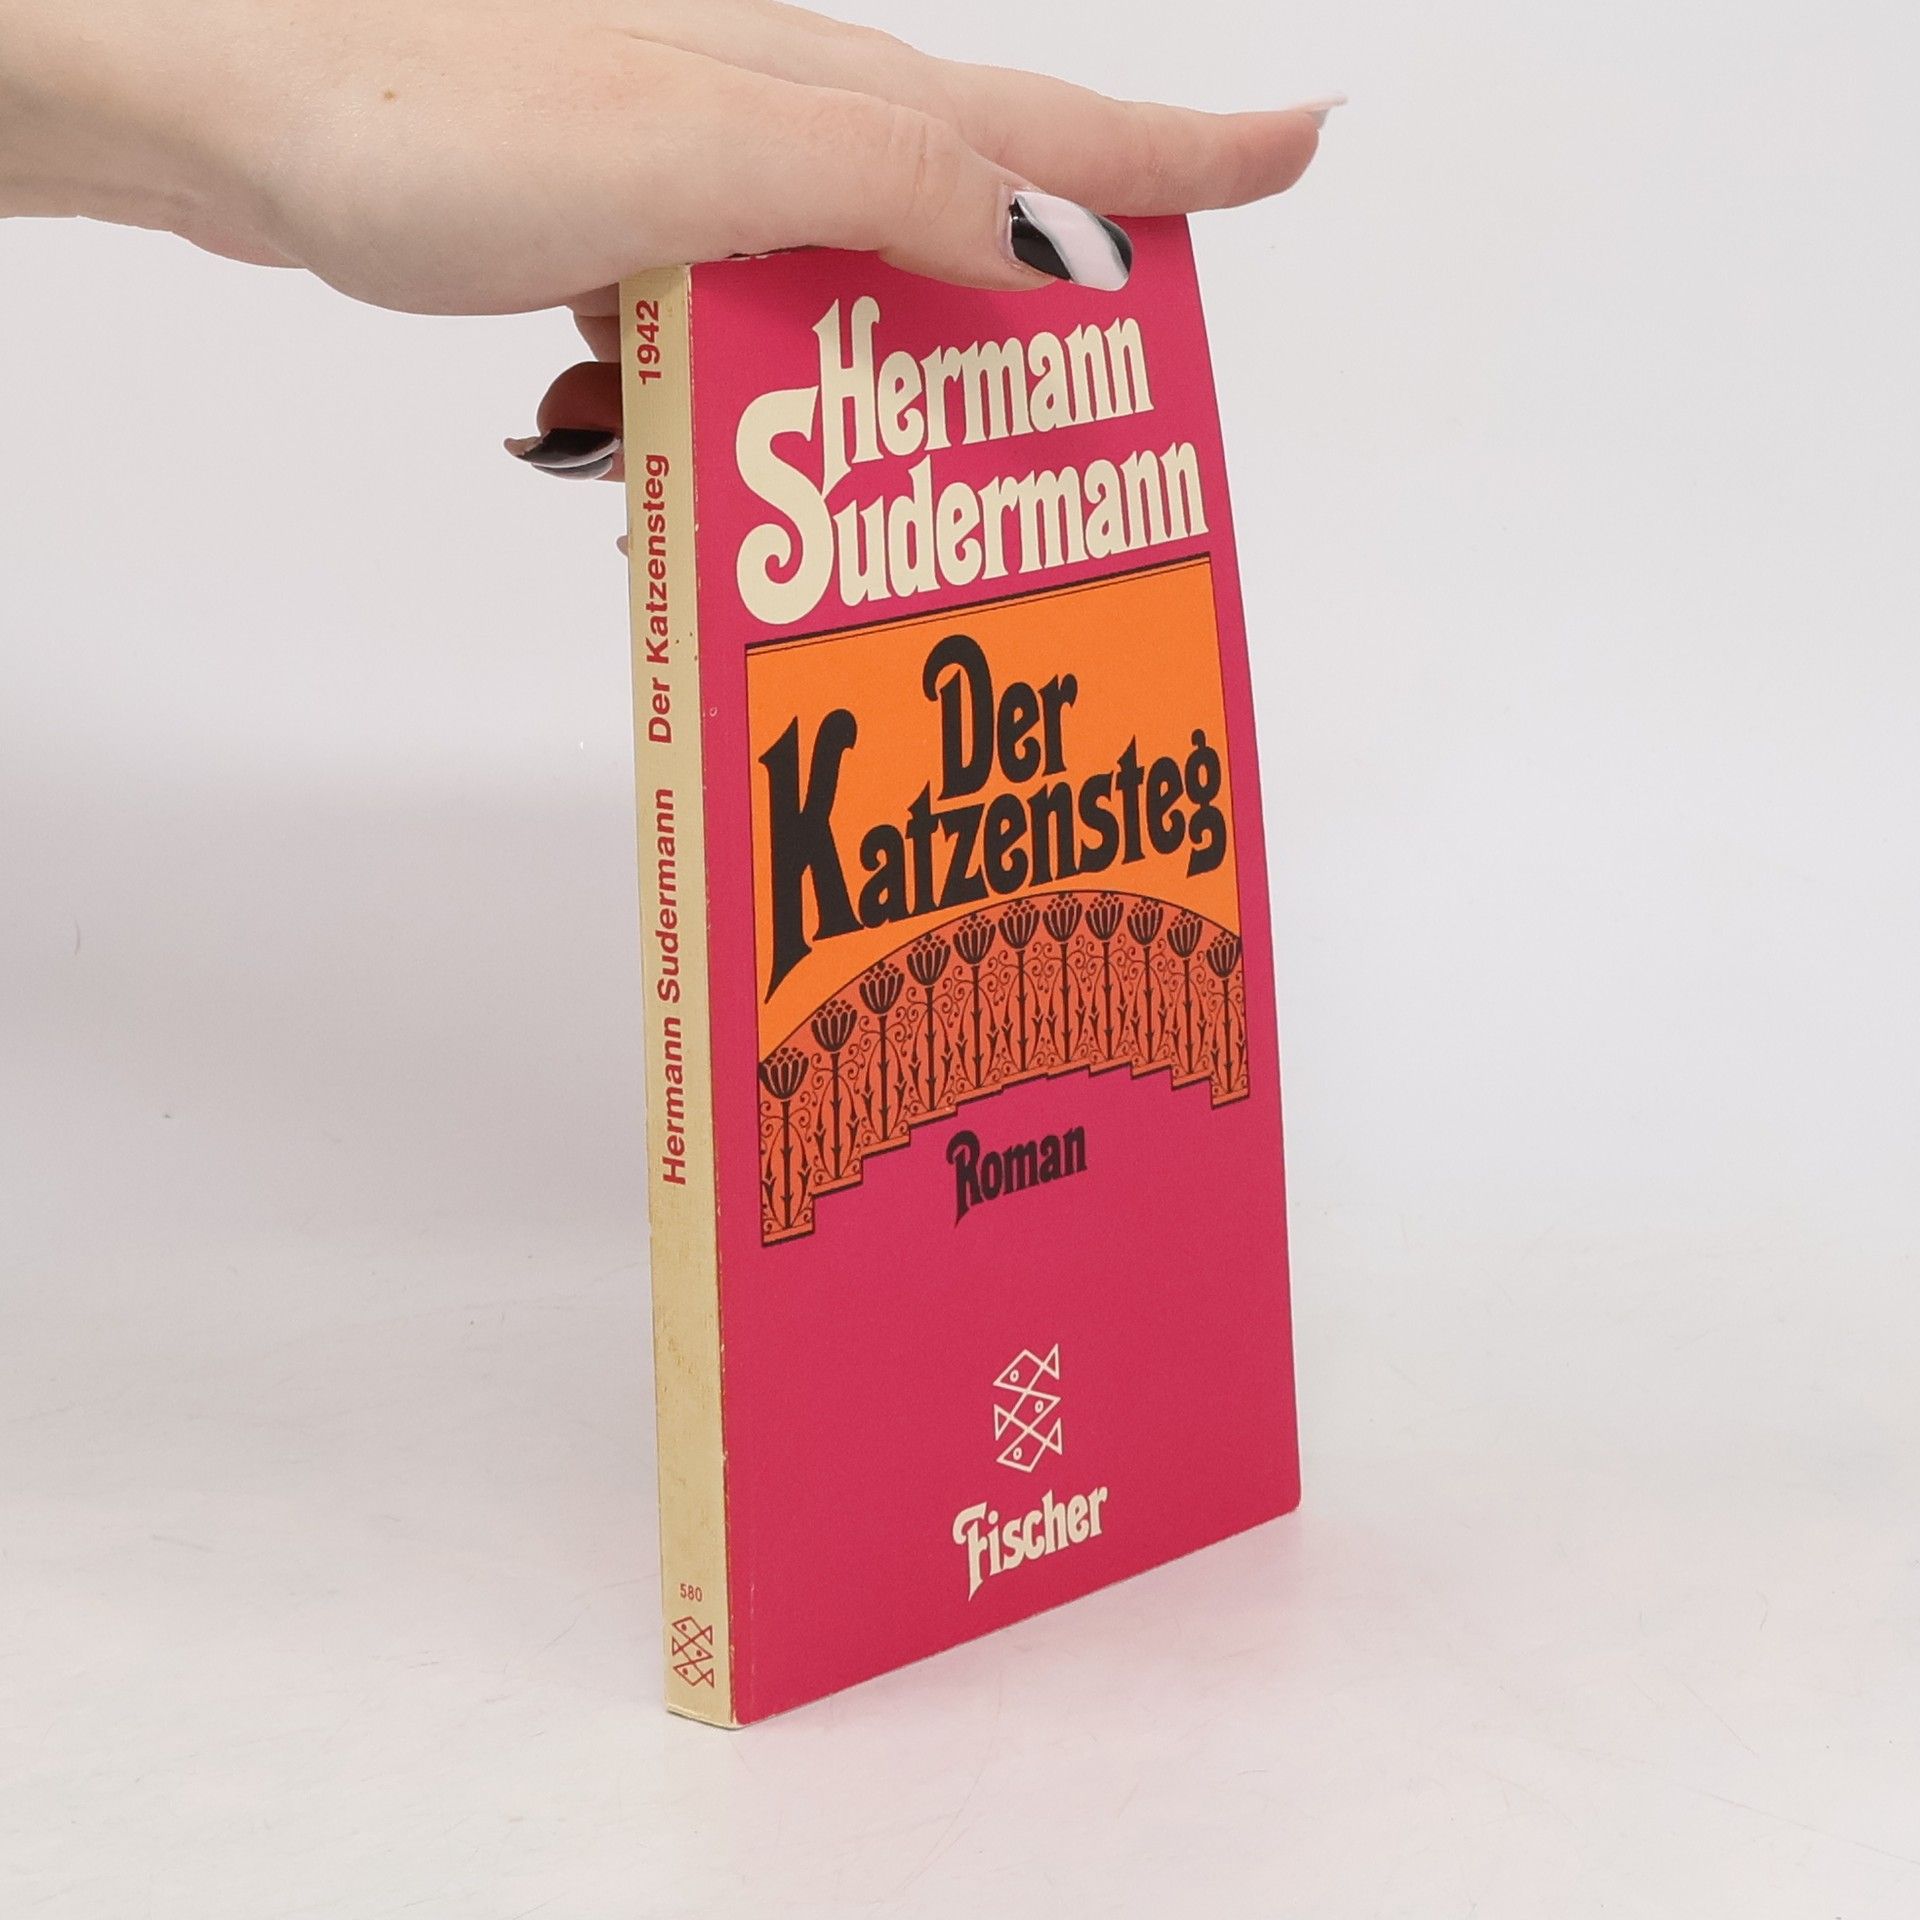 Hermann
Sudermann
Der
Katzensteg
Roman
Fischer
Hermann Sudermann Der Katzensteg 1942
580